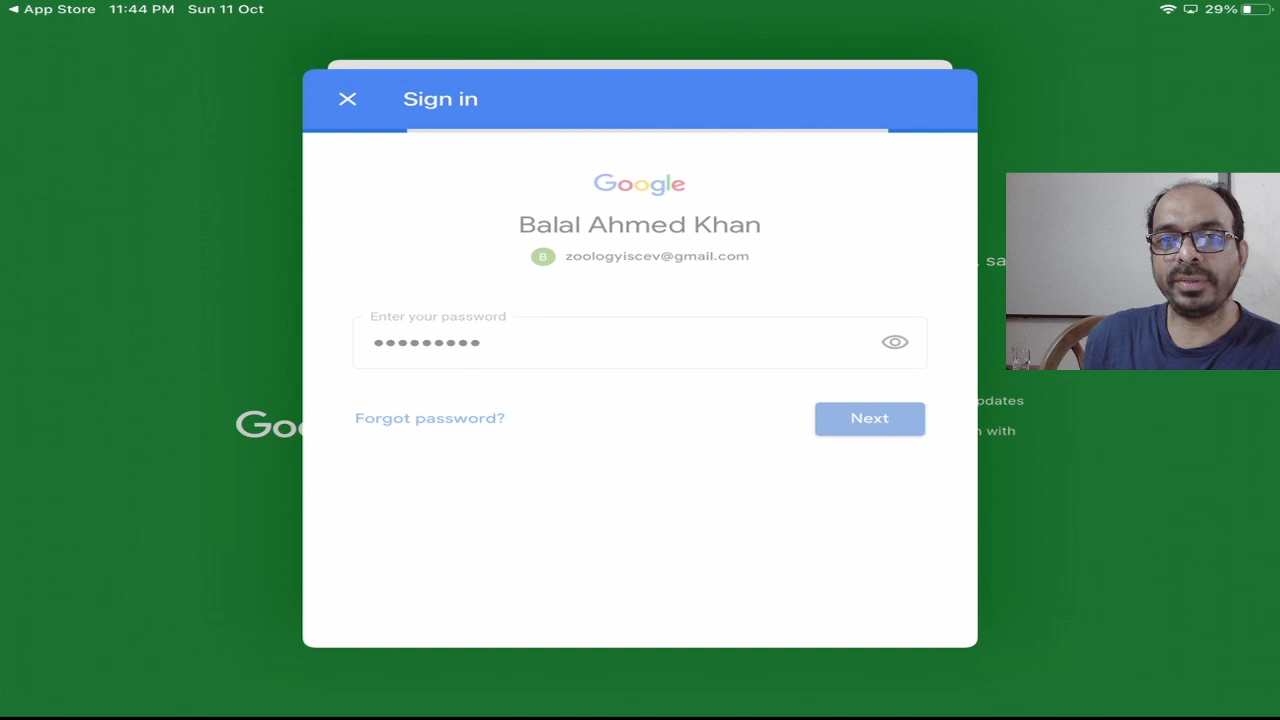 App Store 11:44 PM Sun 11 Oct 29%
Sign in
Google
Balal Ahmed Khan
B zoologyiscev@gmail.com
Enter your password
Forgot password?
Next
Goo
. sa
pdates
n with